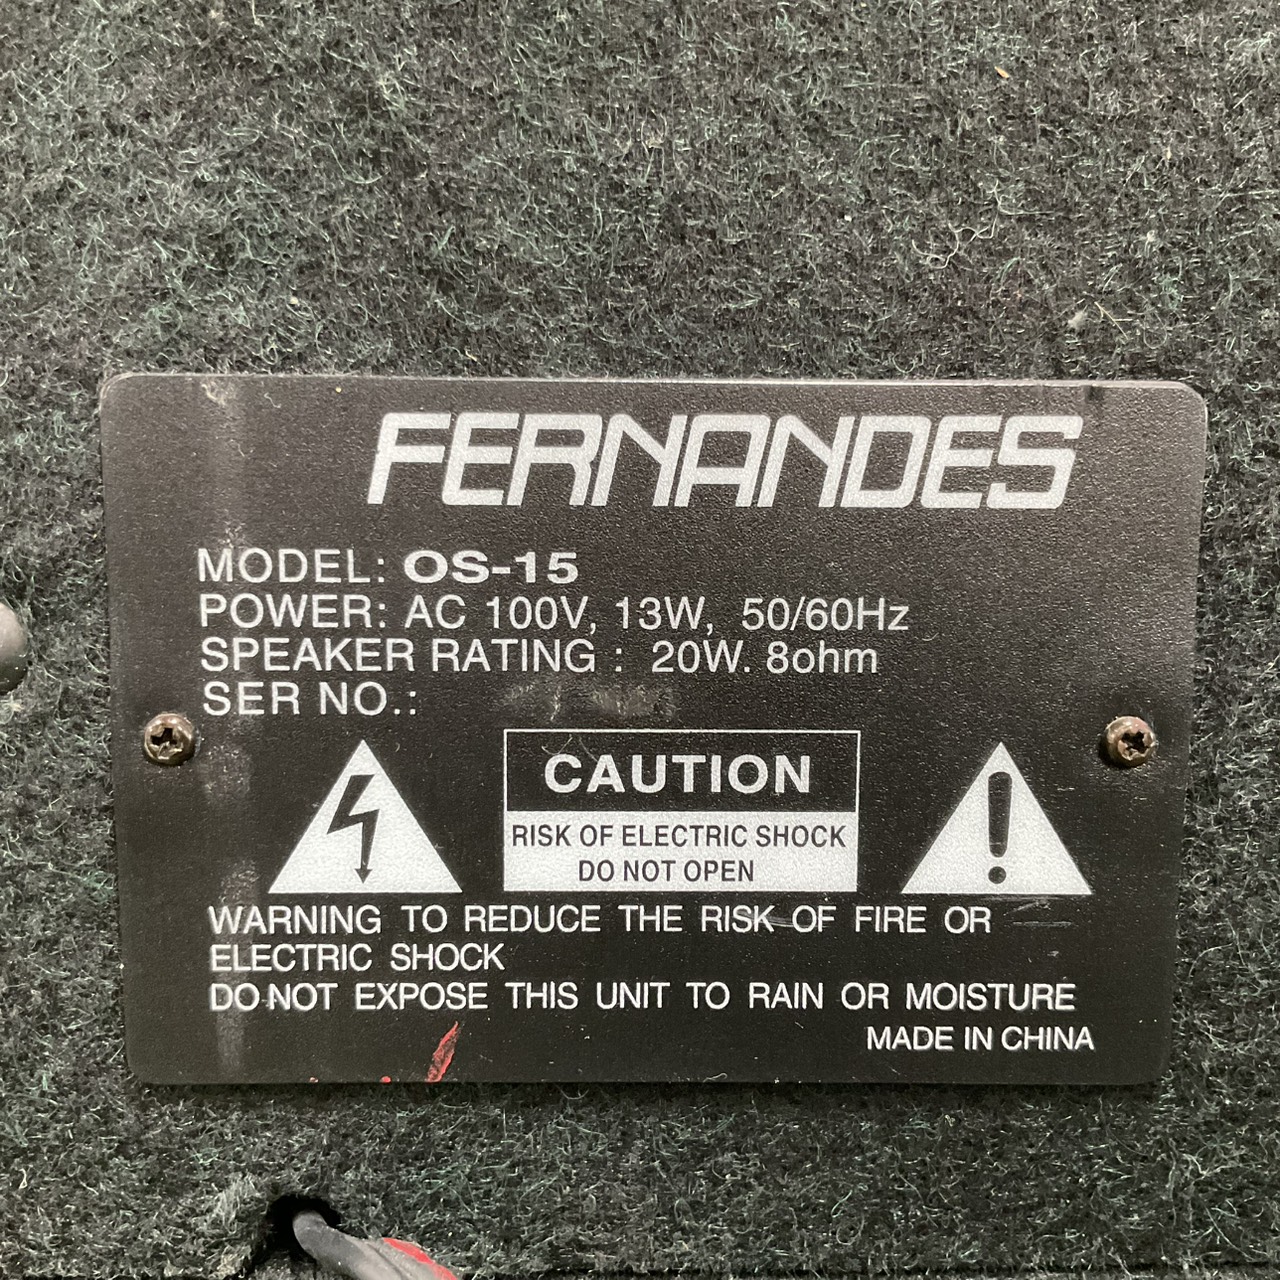 FERNANDES
MODEL: OS-15
POWER: AC 100V, 13W, 50/60Hz
SPEAKER RATING : 20W. 8ohm
SER NO.:
CAUTION
RISK OF ELECTRIC SHOCK
DO NOT OPEN
WARNING TO REDUCE THE RISK OF FIRE OR
ELECTRIC SHOCK
DO NOT EXPOSE THIS UNIT TO RAIN OR MOISTURE
MADE IN CHINA